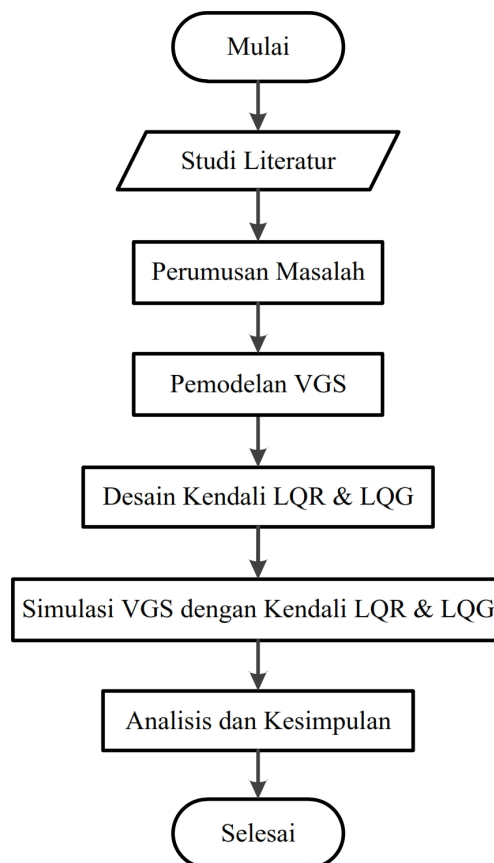 Mulai
Studi Literatur
Perumusan Masalah
Pemodelan VGS
Desain Kendali LQR & LQG
Simulasi VGS dengan Kendali LQR & LQG
Analisis dan Kesimpulan
Selesai